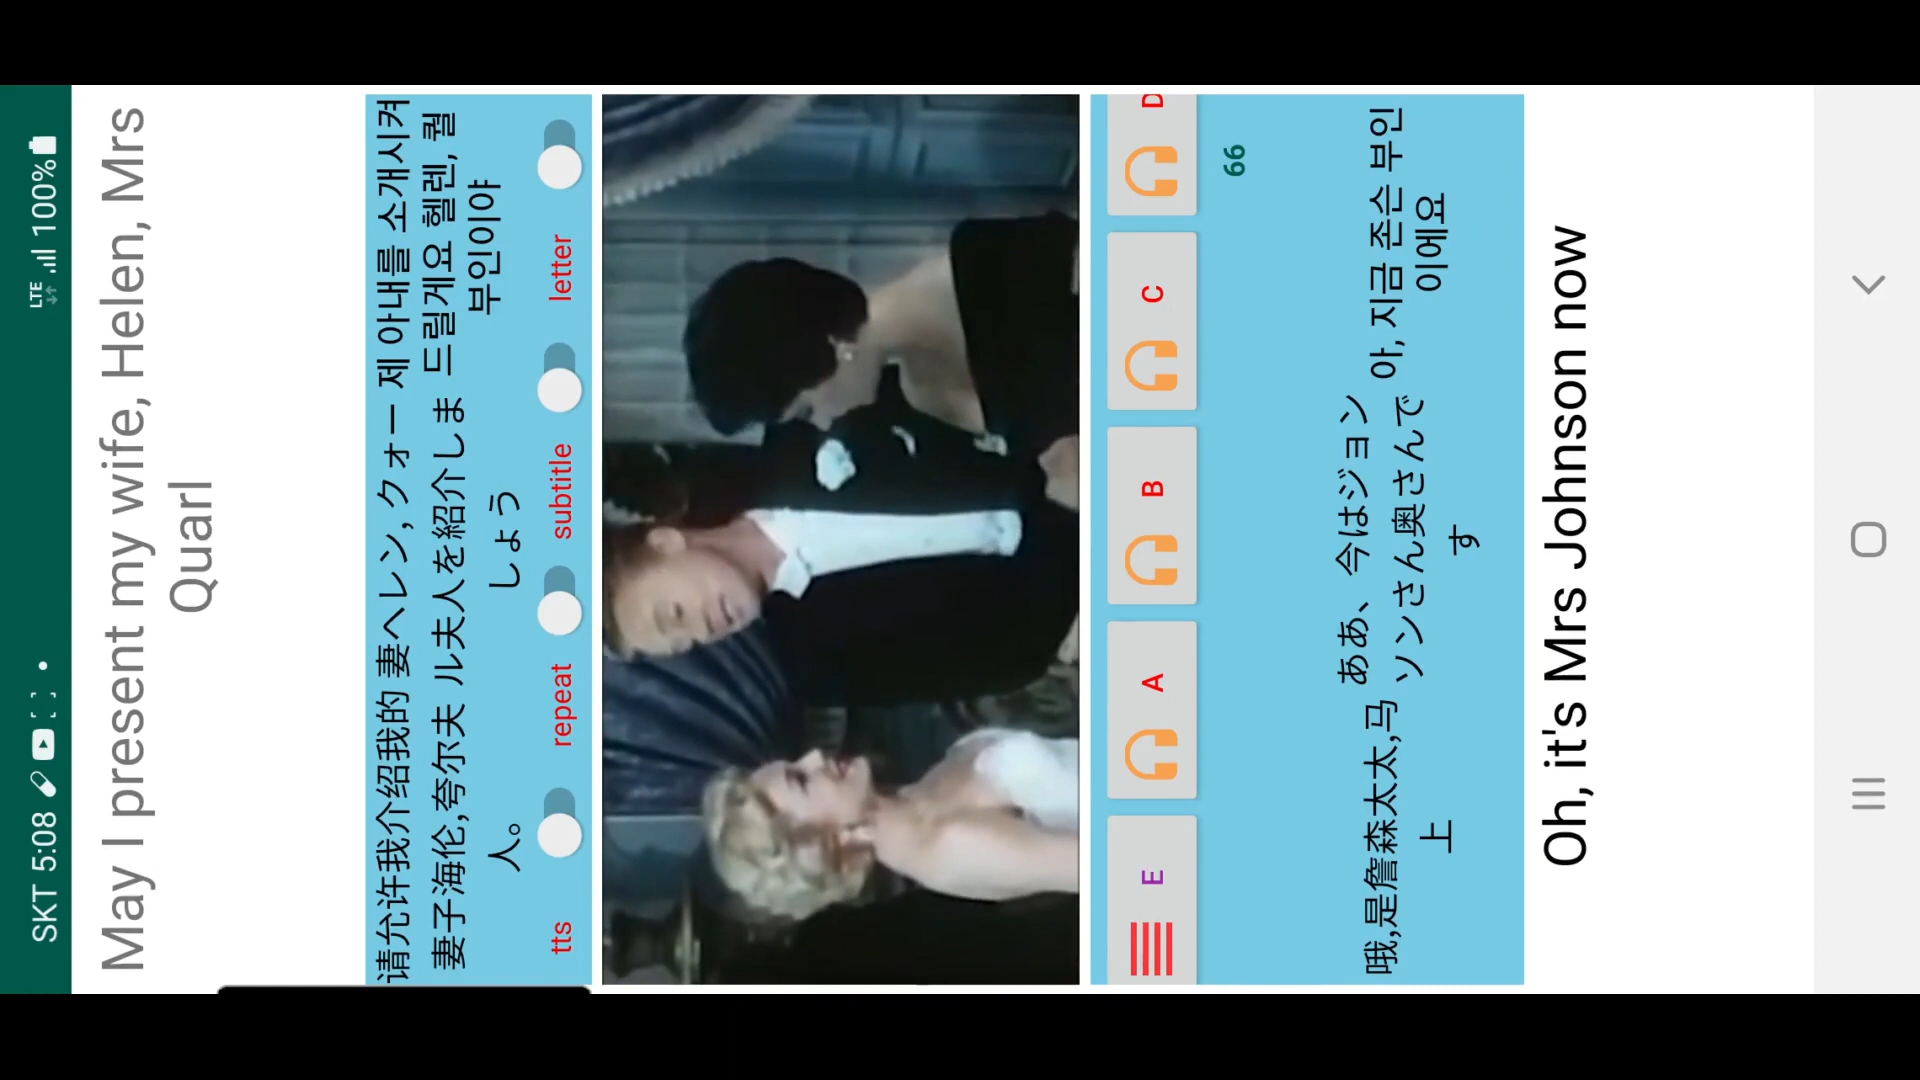 SKT 5:08
LTE 100%
May I present my wife, Helen, Mrs
Quarl
请允许我介绍我的
妻子海伦,夸尔夫
人。
妻ヘレン, クォー
ル夫人を紹介しま
しょう
제 아내를 소개시켜
드릴게요 헬렌, 퀄
부인이야
tts
repeat
subtitle
letter
E
A
B
C
D
66
哦,是詹森太太,马
上
ああ、今はジョン
ソンさん奥さんで
す
아, 지금 존슨 부인
이에요
Oh, it's Mrs Johnson now